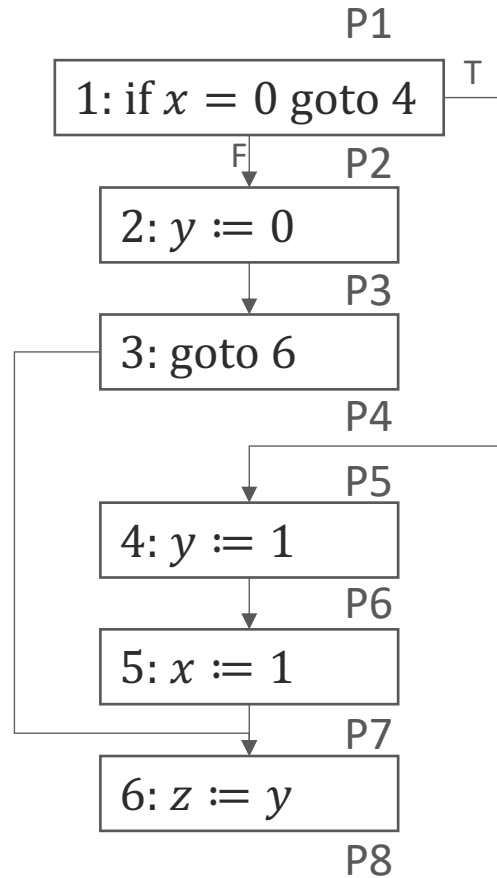 P1
1: if x = 0 goto 4
T
F
P2
2: y := 0
P3
3: goto 6
P4
P5
4: y := 1
P6
5: x := 1
P7
6: z := y
P8